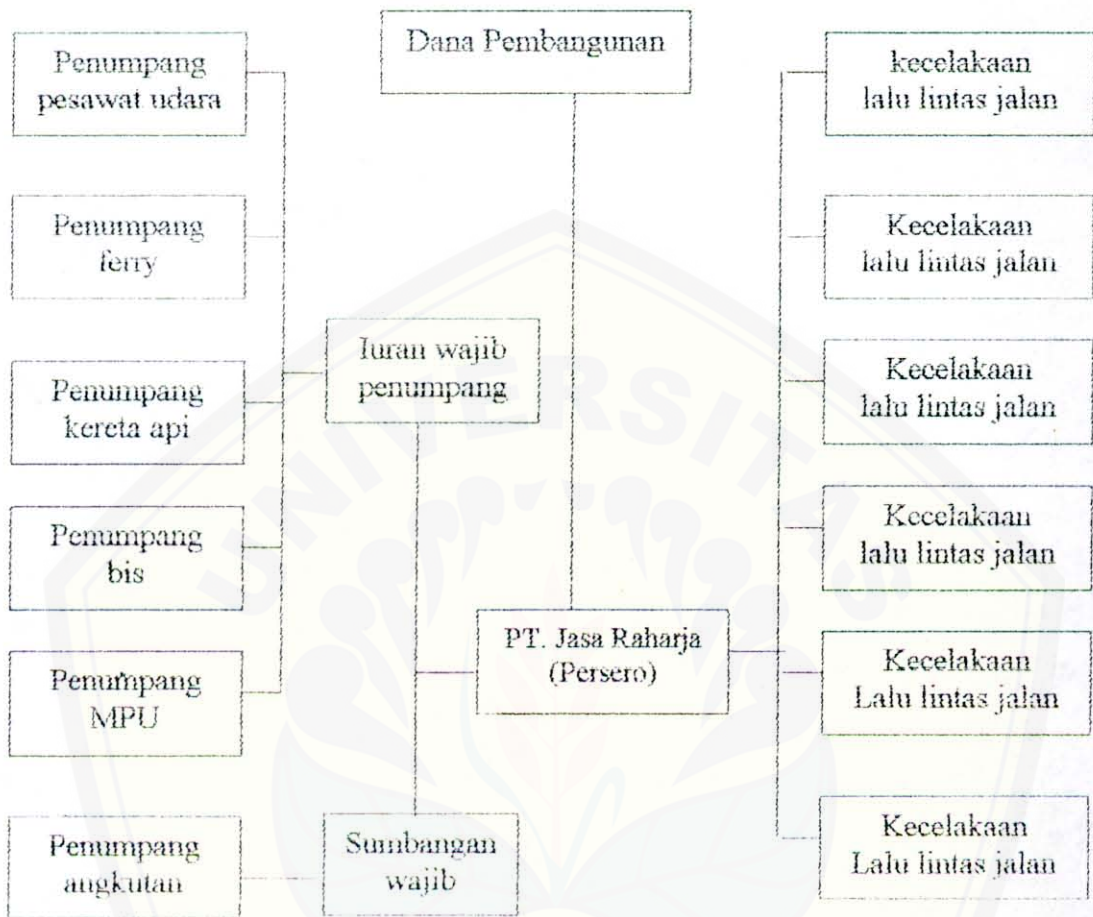 Penumpang
pesawat udara
Dana Pembangunan
kecelakaan
lalu lintas jalan
Penumpang
ferry
Kecelakaan
lalu lintas jalan
Iuran wajib
penumpang
Kecelakaan
lalu lintas jalan
Penumpang
kereta api
Penumpang
bis
Kecelakaan
lalu lintas jalan
PT. Jasa Raharja
(Persero)
Penumpang
MPU
Kecelakaan
Lalu lintas jalan
Penumpang
angkutan
Sumbangan
wajib
Kecelakaan
Lalu lintas jalan
UNIVERSITAS